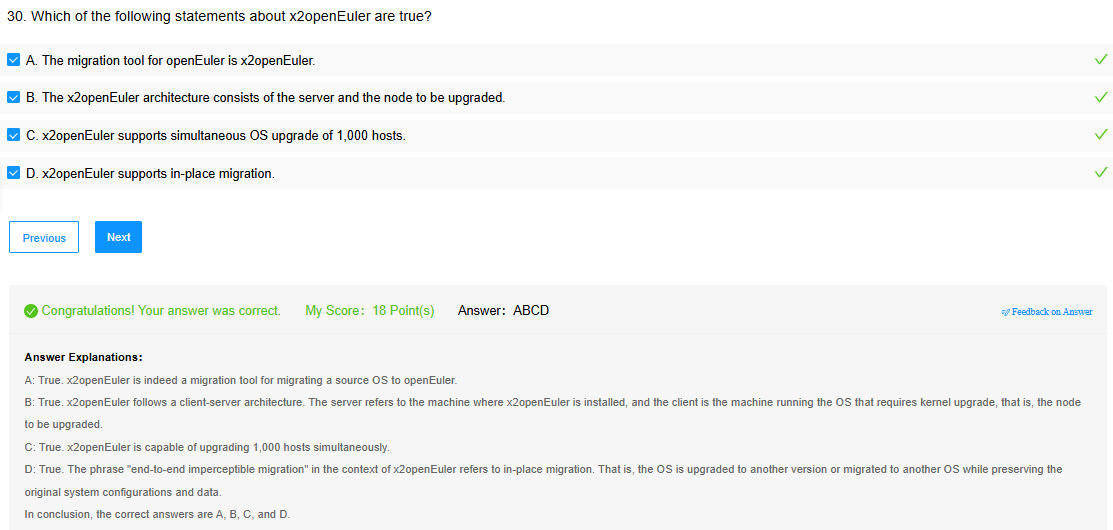 30. Which of the following statements about x2openEuler are true?
A. The migration tool for openEuler is x2openEuler.
B. The x2openEuler architecture consists of the server and the node to be upgraded.
C. x2openEuler supports simultaneous OS upgrade of 1,000 hosts.
D. x2openEuler supports in-place migration.
Previous Next
Congratulations! Your answer was correct. My Score: 18 Point(s) Answer: ABCD Feedback on Answer
Answer Explanations:
A: True. x2openEuler is indeed a migration tool for migrating a source OS to openEuler.
B: True. x2openEuler follows a client-server architecture. The server refers to the machine where x2openEuler is installed, and the client is the machine running the OS that requires kernel upgrade, that is, the node
to be upgraded.
C: True. x2openEuler is capable of upgrading 1,000 hosts simultaneously.
D: True. The phrase "end-to-end imperceptible migration" in the context of x2openEuler refers to in-place migration. That is, the OS is upgraded to another version or migrated to another OS while preserving the
original system configurations and data.
In conclusion, the correct answers are A, B, C, and D.